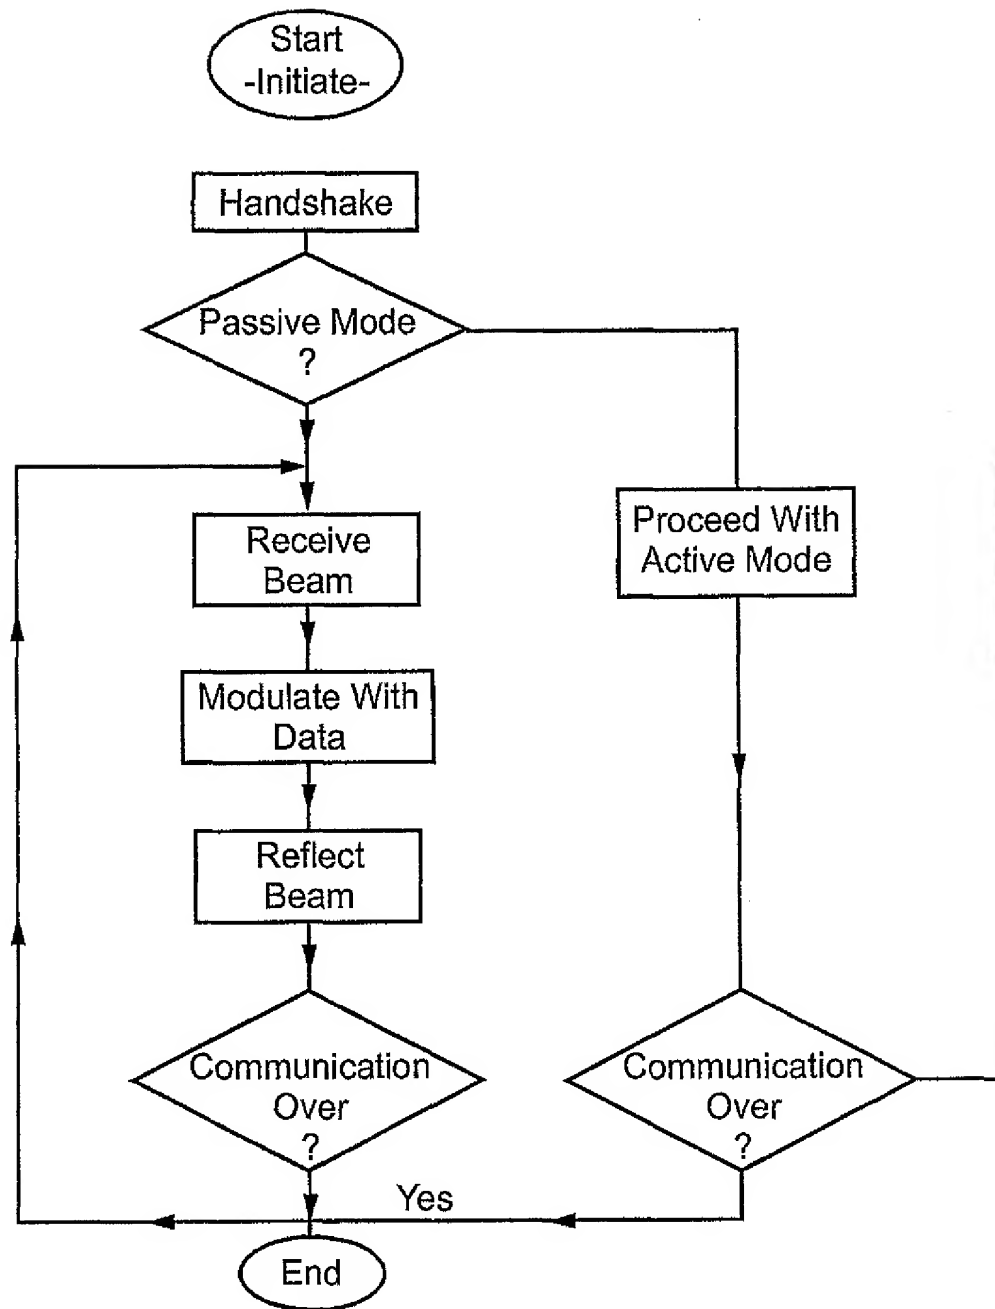 Start
-Initiate-
Handshake
Passive Mode
?
Receive
Beam
Modulate With
Data
Reflect
Beam
Communication
Over
?
Proceed With
Active Mode
Communication
Over
?
Yes
End